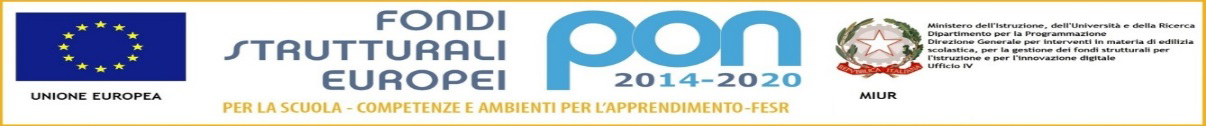 UNIONE EUROPEA
FONDI
STRUTTURALI
EUROPEI
pon
2014-2020
PER LA SCUOLA - COMPETENZE E AMBIENTI PER L'APPRENDIMENTO-FESR
REPVBBLICA ITALIANA
MIUR
Ministero dell'Istruzione, dell'Università e della Ricerca
Dipartimento per la Programmazione
Direzione Generale per interventi in materia di edilizia
scolastica, per la gestione dei fondi strutturali per
l'istruzione e per l'innovazione digitale
Ufficio IV